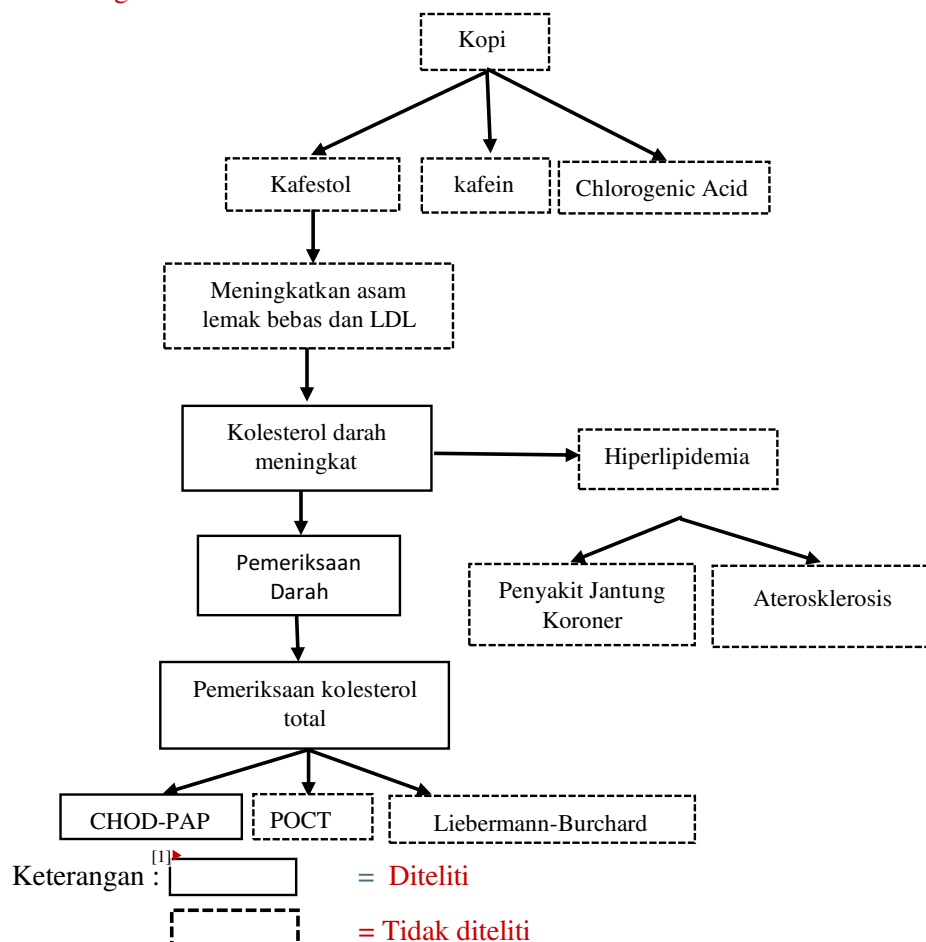 Kopi
Kafestol
kafein
Chlorogenic Acid
Meningkatkan asam
lemak bebas dan LDL
Kolesterol darah
meningkat
Hiperlipidemia
Pemeriksaan
Darah
Penyakit Jantung
Koroner
Aterosklerosis
Pemeriksaan kolesterol
total
CHOD-PAP
POCT
Liebermann-Burchard
[1]
Keterangan :
= Diteliti
= Tidak diteliti